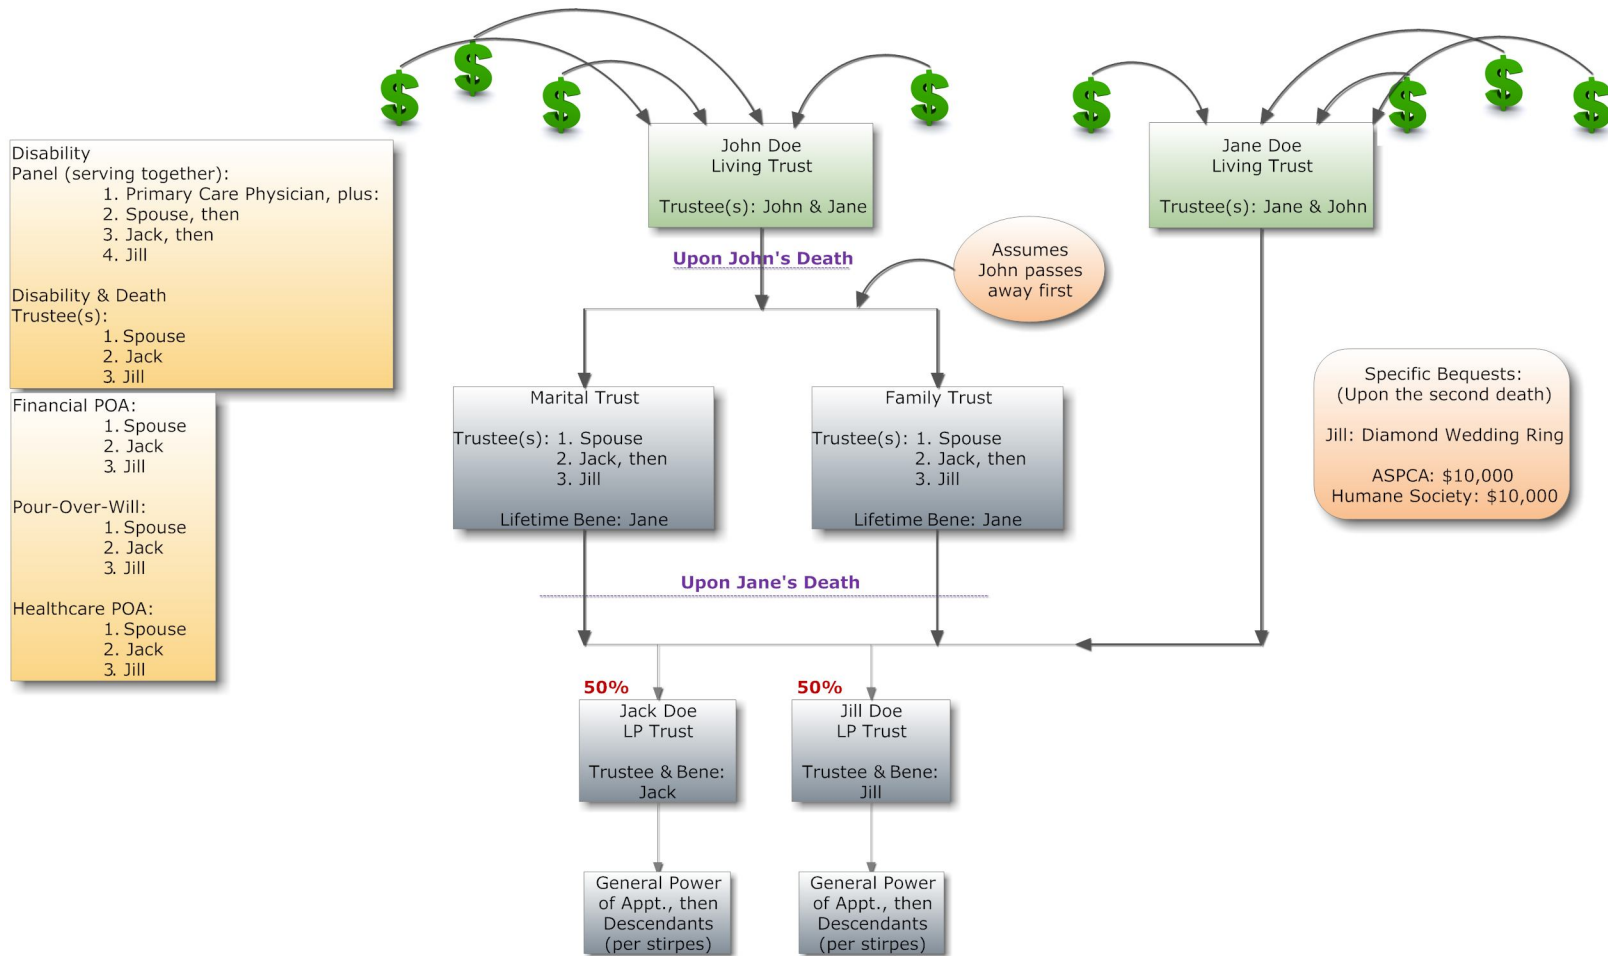 John Doe
Living Trust
Trustee(s): John & Jane
Jane Doe
Living Trust
Trustee(s): Jane & John
Disability
Panel (serving together):
1. Primary Care Physician, plus:
2. Spouse, then
3. Jack, then
4. Jill
Disability & Death
Trustee(s):
1. Spouse
2. Jack
3. Jill
Upon John's Death
Assumes
John passes
away first
Marital Trust
Trustee(s): 1. Spouse
2. Jack, then
3. Jill
Lifetime Bene: Jane
Family Trust
Trustee(s): 1. Spouse
2. Jack, then
3. Jill
Lifetime Bene: Jane
Specific Bequests:
(Upon the second death)
Jill: Diamond Wedding Ring
ASPCA: $10,000
Humane Society: $10,000
Financial POA:
1. Spouse
2. Jack
3. Jill
Pour-Over-Will:
1. Spouse
2. Jack
3. Jill
Healthcare POA:
1. Spouse
2. Jack
3. Jill
Upon Jane's Death
50%
Jack Doe
LP Trust
Trustee & Bene:
Jack
50%
Jill Doe
LP Trust
Trustee & Bene:
Jill
General Power
of Appt., then
Descendants
(per stirpes)
General Power
of Appt., then
Descendants
(per stirpes)